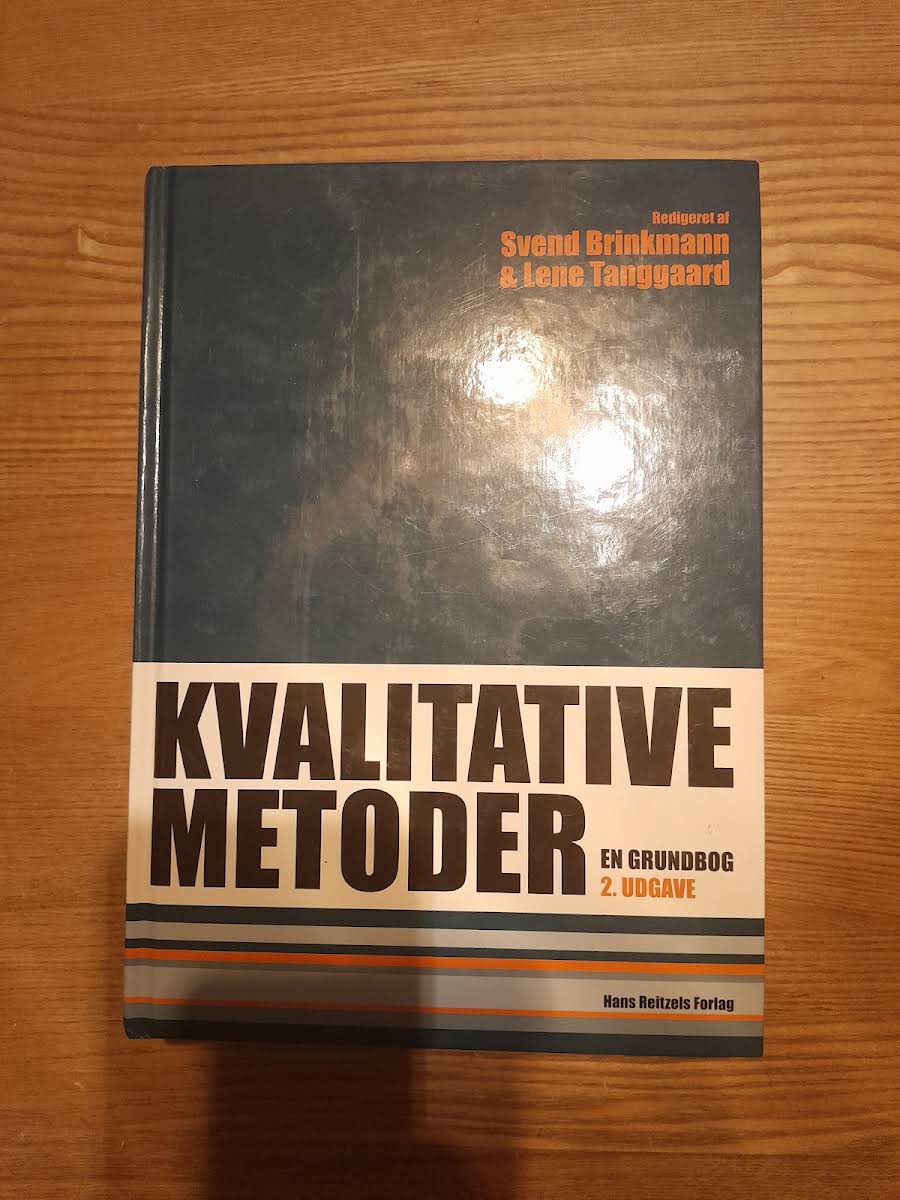 Redigeret af
Svend Brinkmann
& Lene Tanggaard
KVALITATIVE
METODER
EN GRUNDBOG
2. UDGAVE
Hans Reitzels Forlag